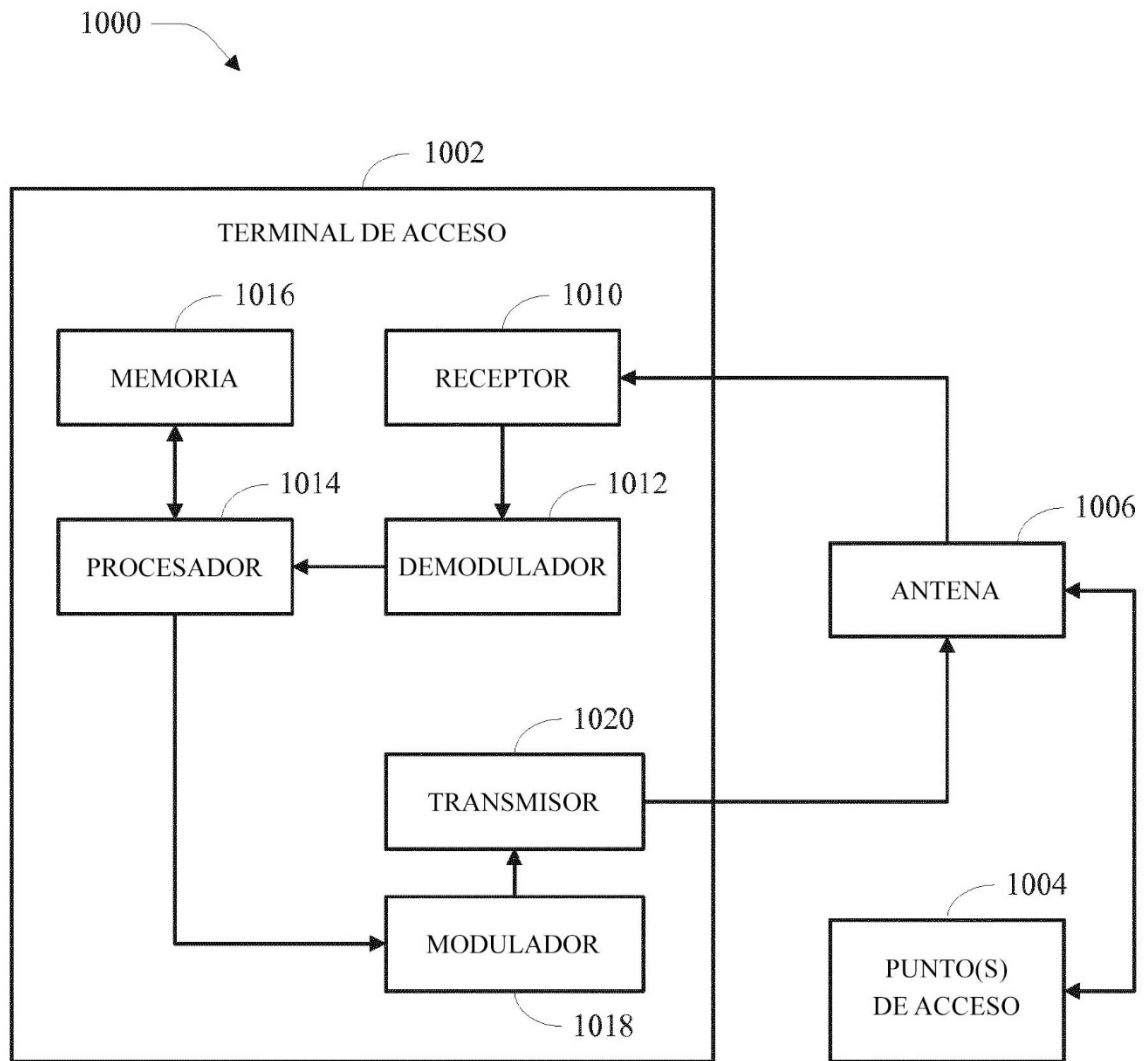 1000
1002
TERMINAL DE ACCESO
1016
1010
MEMORIA
RECEPTOR
1014
1012
1006
PROCESADOR
DEMODULADOR
ANTENA
1020
TRANSMISOR
1004
MODULADOR
PUNTO(S)
DE ACCESO
1018